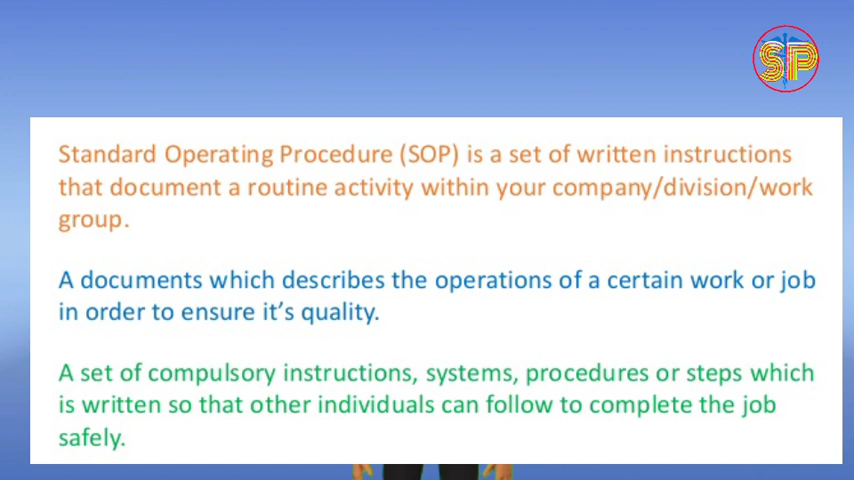 SP
Standard Operating Procedure (SOP) is a set of written instructions
that document a routine activity within your company/division/work
group.
A documents which describes the operations of a certain work or job
in order to ensure it's quality.
A set of compulsory instructions, systems, procedures or steps which
is written so that other individuals can follow to complete the job
safely.